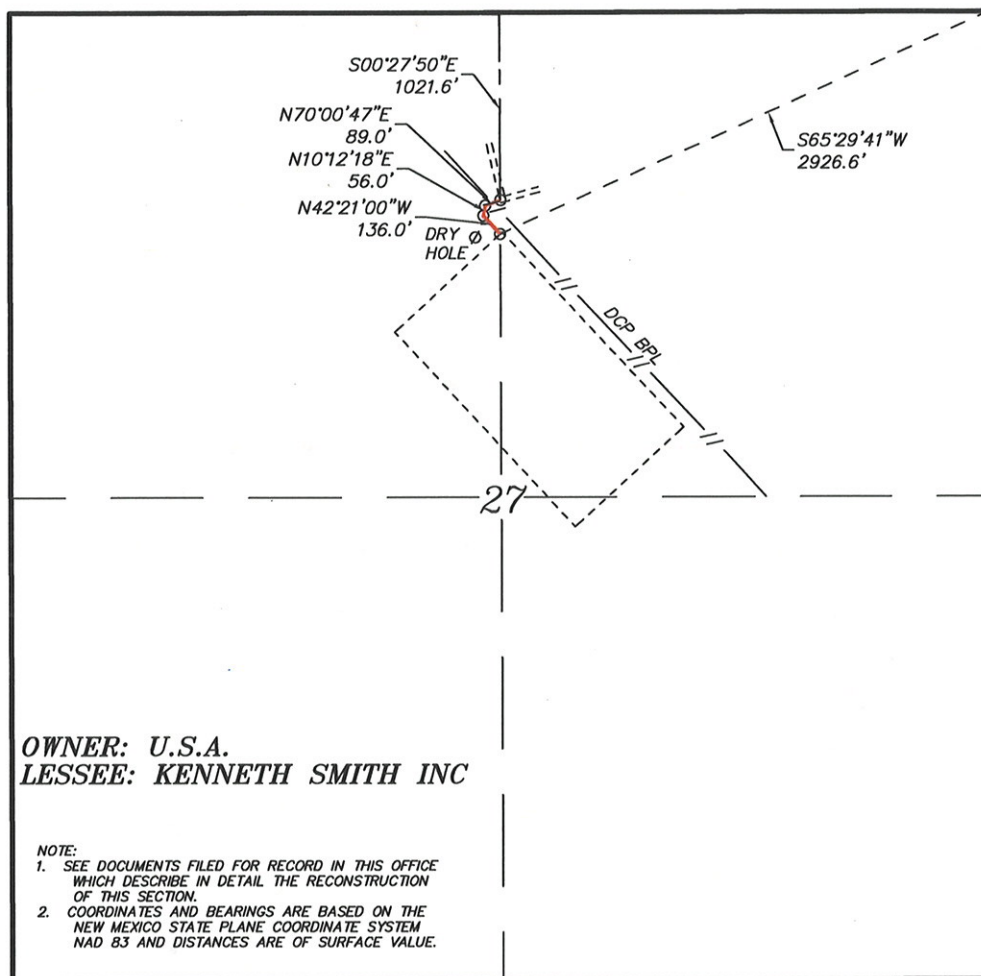 S00°27'50"E
1021.6'
N70°00'47"E
89.0'
N10°12'18"E
56.0'
N42°21'00"W
136.0'
S65°29'41"W
2926.6'
DRY Ø
HOLE
DCP BPL
27
OWNER: U.S.A.
LESSEE: KENNETH SMITH INC
NOTE:
1. SEE DOCUMENTS FILED FOR RECORD IN THIS OFFICE
WHICH DESCRIBE IN DETAIL THE RECONSTRUCTION
OF THIS SECTION.
2. COORDINATES AND BEARINGS ARE BASED ON THE
NEW MEXICO STATE PLANE COORDINATE SYSTEM
NAD 83 AND DISTANCES ARE OF SURFACE VALUE.